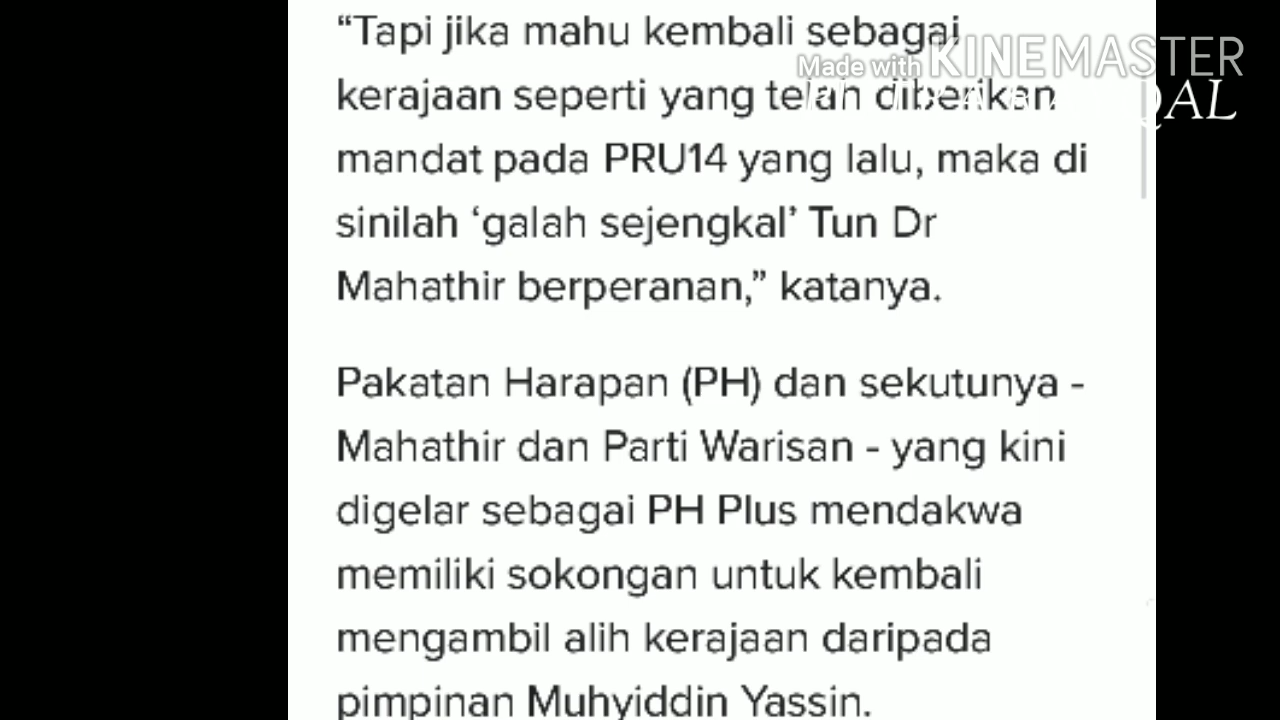 “Tapi jika mahu kembali sebagai
Made with KINEMASTER
kerajaan seperti yang telah diberikan
QAL
mandat pada PRU14 yang lalu, maka di
sinilah ‘galah sejengkal’ Tun Dr
Mahathir berperanan,” katanya.
Pakatan Harapan (PH) dan sekutunya -
Mahathir dan Parti Warisan - yang kini
digelar sebagai PH Plus mendakwa
memiliki sokongan untuk kembali
mengambil alih kerajaan daripada
pimpinan Muhyiddin Yassin.